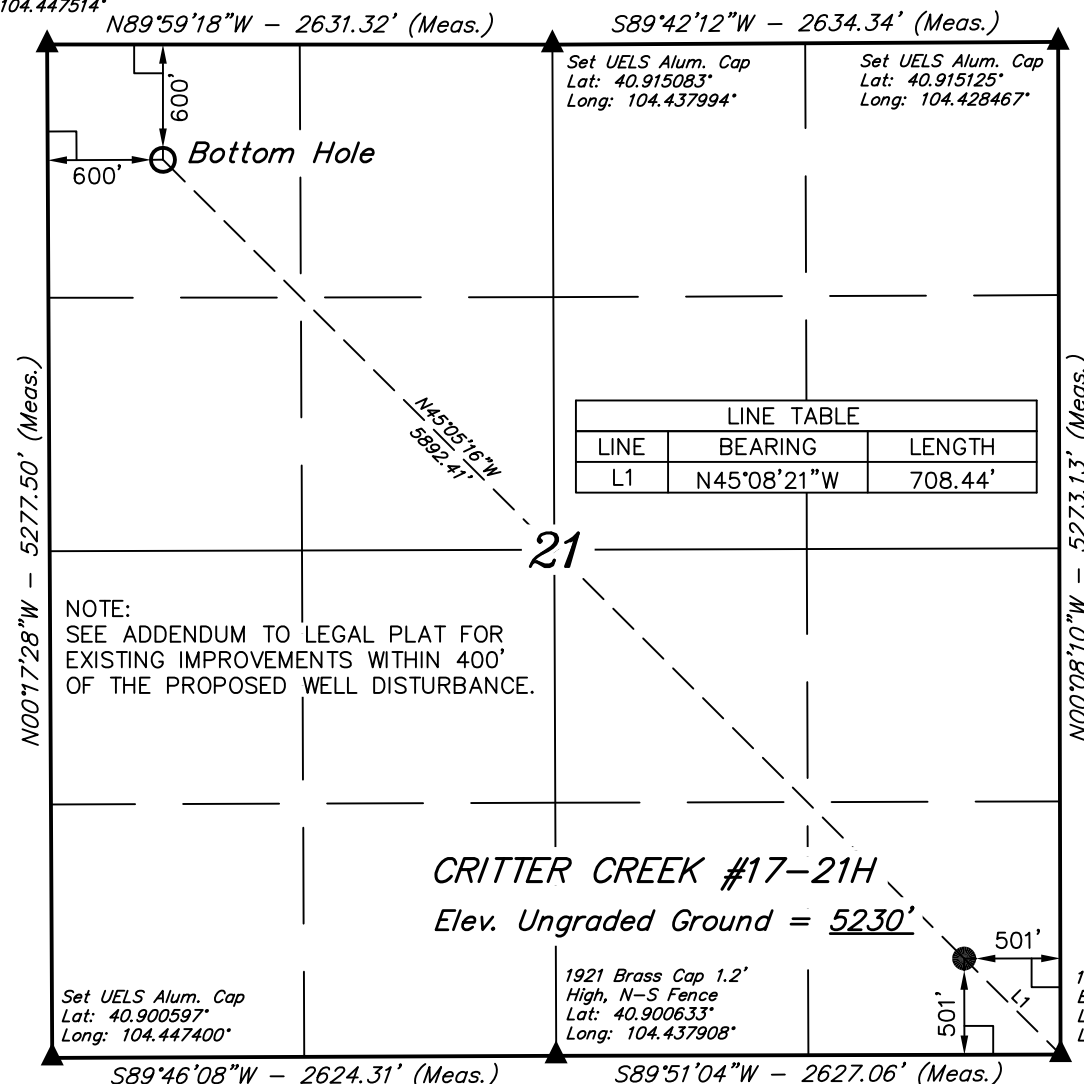 104.447514°
N89°59'18"W - 2631.32' (Meas.)
S89°42'12"W - 2634.34' (Meas.)
Set UELS Alum. Cap
Lat: 40.915083°
Long: 104.437994°
Set UELS Alum. Cap
Lat: 40.915125°
Long: 104.428467°
600'
600'
Bottom Hole
N00°17'28"W - 5277.50' (Meas.)
N45°05'16"W
5892.41'
LINE TABLE
LINE BEARING LENGTH
L1 N45°08'21"W 708.44'
N00°08'10"W - 5273.13' (Meas.)
21
NOTE:
SEE ADDENDUM TO LEGAL PLAT FOR
EXISTING IMPROVEMENTS WITHIN 400'
OF THE PROPOSED WELL DISTURBANCE.
CRITTER CREEK #17-21H
Elev. Ungraded Ground = 5230'
501'
501'
L1
Set UELS Alum. Cap
Lat: 40.900597°
Long: 104.447400°
1921 Brass Cap 1.2'
High, N-S Fence
Lat: 40.900633°
Long: 104.437908°
S89°46'08"W - 2624.31' (Meas.)
S89°51'04"W - 2627.06' (Meas.)